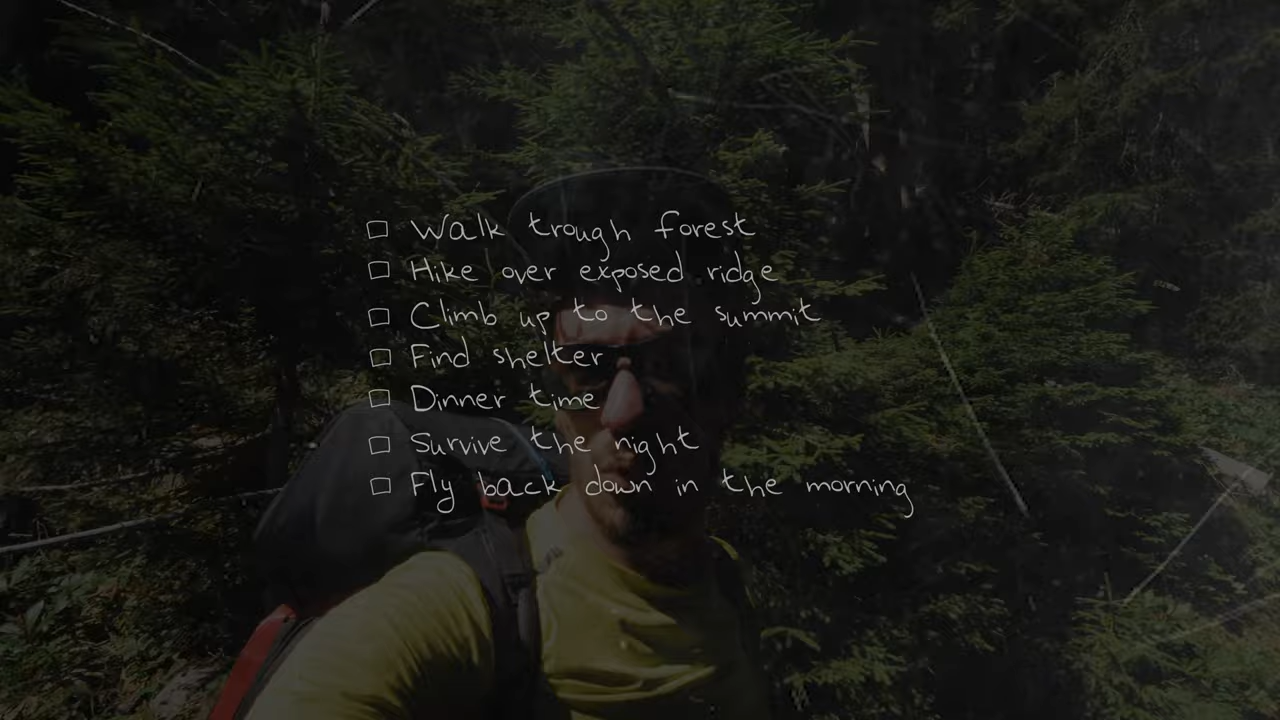 Walk trough forest
Hike over exposed ridge
Climb up to the summit
Find shelter
Dinner time
Survive the night
Fly back down in the morning